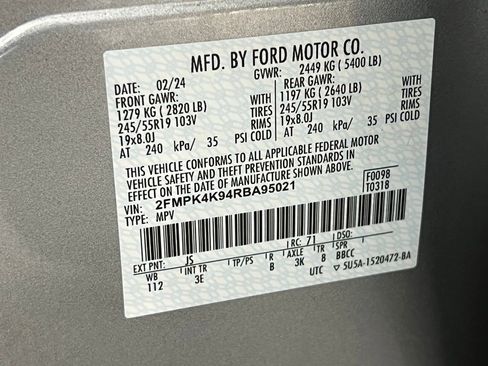 MFD. BY FORD MOTOR CO.
DATE: 02/24 GVWR: 2449 KG (5400 LB)
FRONT GAWR: REAR GAWR:
1279 KG (2820 LB) WITH 1197 KG (2640 LB) WITH
245/55R19 103V TIRES 245/55R19 103V TIRES
19x8.0J RIMS 19x8.0J RIMS
AT 240 kPa/ 35 PSI COLD AT 240 kPa/ 35 PSI COLD
THIS VEHICLE CONFORMS TO ALL APPLICABLE FEDERAL MOTOR
VEHICLE SAFETY AND THEFT PREVENTION STANDARDS IN
EFFECT ON THE DATE OF MANUFACTURE SHOWN ABOVE. F0098
VIN: 2FMPK4K94RBA95021 T0318
TYPE: MPV
EXT PNT: JS RC: 71 DSO:
WB INT TR TP/PS R AXLE TR SPR
112 3E B 3K 8 BBCC
UTC ▽ 5U5A-1520472-BA